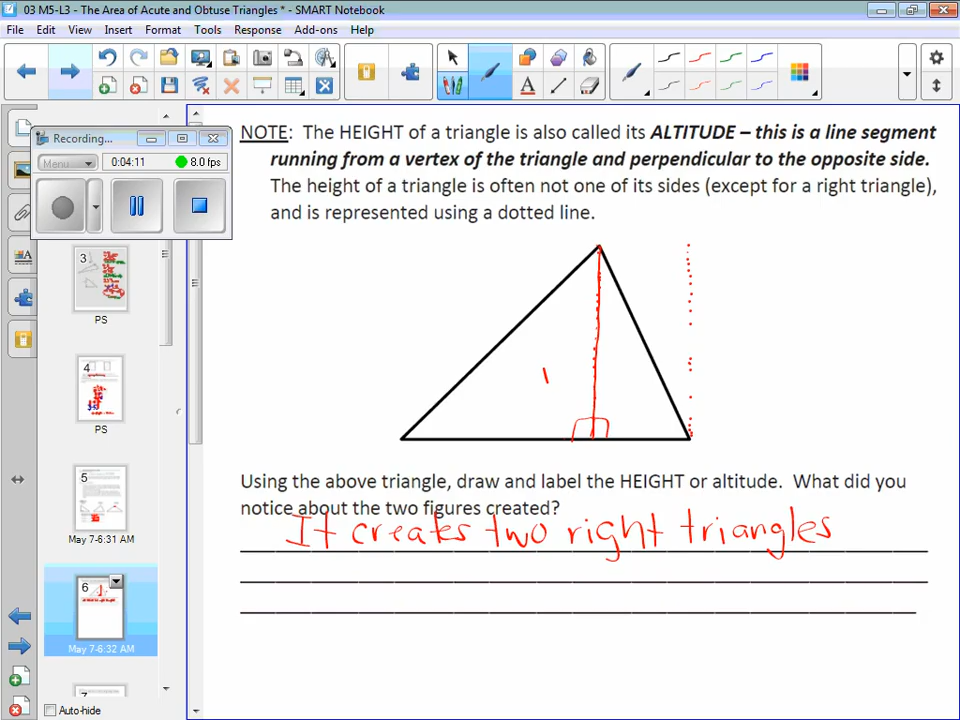 03 M5-L3 - The Area of Acute and Obtuse Triangles * - SMART Notebook
File Edit View Insert Format Tools Response Add-ons Help
Recording...
Menu 0:04:11 8.0 fps
NOTE: The HEIGHT of a triangle is also called its ALTITUDE – this is a line segment
running from a vertex of the triangle and perpendicular to the opposite side.
The height of a triangle is often not one of its sides (except for a right triangle),
and is represented using a dotted line.
3
PS
4
PS
5
May 7-6:31 AM
6
May 7-6:32 AM
Using the above triangle, draw and label the HEIGHT or altitude. What did you
notice about the two figures created?
It creates two right triangles
Auto-hide